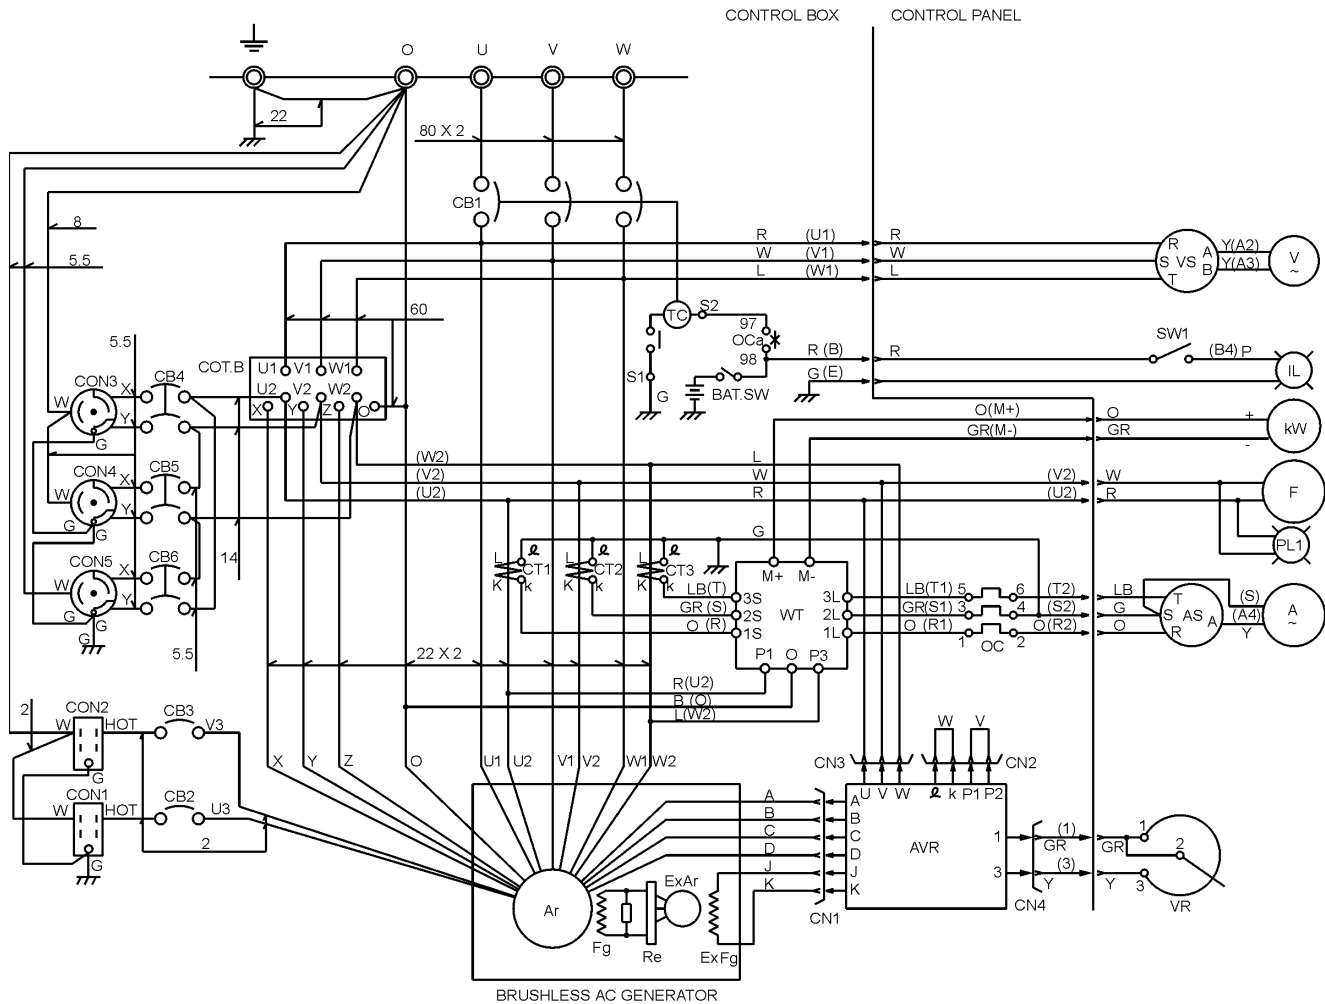 CONTROL BOX CONTROL PANEL
O U V W
22
80 X 2
CB1
8
5.5
R (U1) R
W (V1) W
L (W1) L
R S T VS A B
Y(A2)
Y(A3)
V ~
60
TC S2
97
OCa
98
S1
G
BAT.SW
R (B) R
G (E)
SW1
(B4) P
IL
5.5
COT.B
U1 V1 W1
U2 V2 W2
X Y Z O
CON3 X CB4
W Y
G
CON4 X CB5
W Y
G G
CON5 X CB6
W Y
G
G
14
5.5
O(M+) O +
GR(M-) GR -
kW
(W2) L
(V2) W (V2) W
(U2) R (U2) R
F
PL1
G
L ℓ L ℓ L ℓ
CT1 CT2 CT3
K k K k K k
M+ M-
LB(T) 3S 3L LB(T1) 5 6 (T2) LB
GR (S) 2S WT 2L GR(S1) 3 4 (S2) G
O (R) 1S 1L O (R1) 1 2 O (R2) O
OC
P1 O P3
T S AS A R
(S)
(A4)
Y
A ~
22 X 2
R(U2)
B (O)
L(W2)
2
CON2 CB3
W HOT V3
G
CON1 CB2
W HOT U3
G
2
X Y Z O U1 U2 V1 V2 W1 W2
CN3 CN2
W V
U V W ℓ k P1 P2
A A
B B
C C
D D
J J
K K
AVR
1
3
CN1
CN4
(1)
GR GR
(3)
Y Y
1
2
3
VR
Ar
Fg
Re
ExAr
ExFg
BRUSHLESS AC GENERATOR